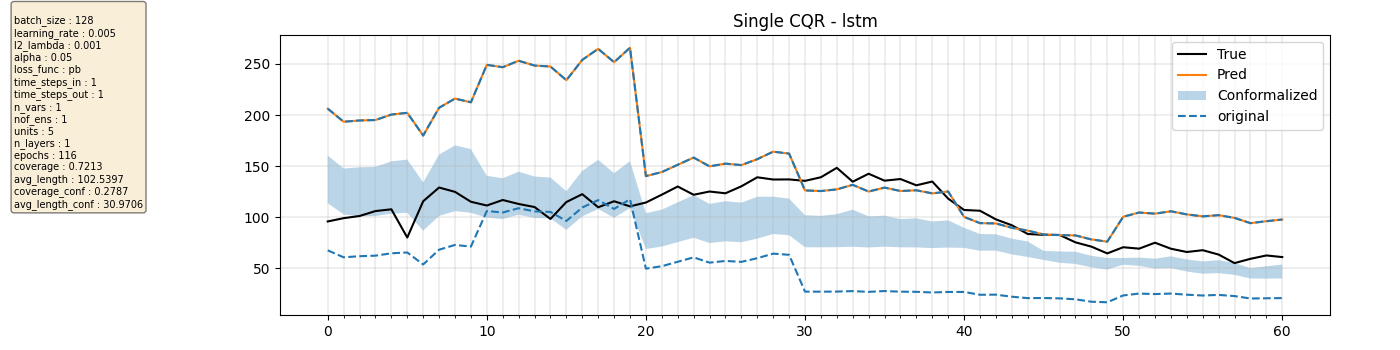 batch_size : 128
learning_rate : 0.005
l2_lambda : 0.001
alpha : 0.05
loss_func : pb
time_steps_in : 1
time_steps_out : 1
n_vars : 1
nof_ens : 1
units : 5
n_layers : 1
epochs : 116
coverage : 0.7213
avg_length : 102.5397
coverage_conf : 0.2787
avg_length_conf : 30.9706
Single CQR - lstm
True
Pred
Conformalized
original
250
200
150
100
50
0 10 20 30 40 50 60